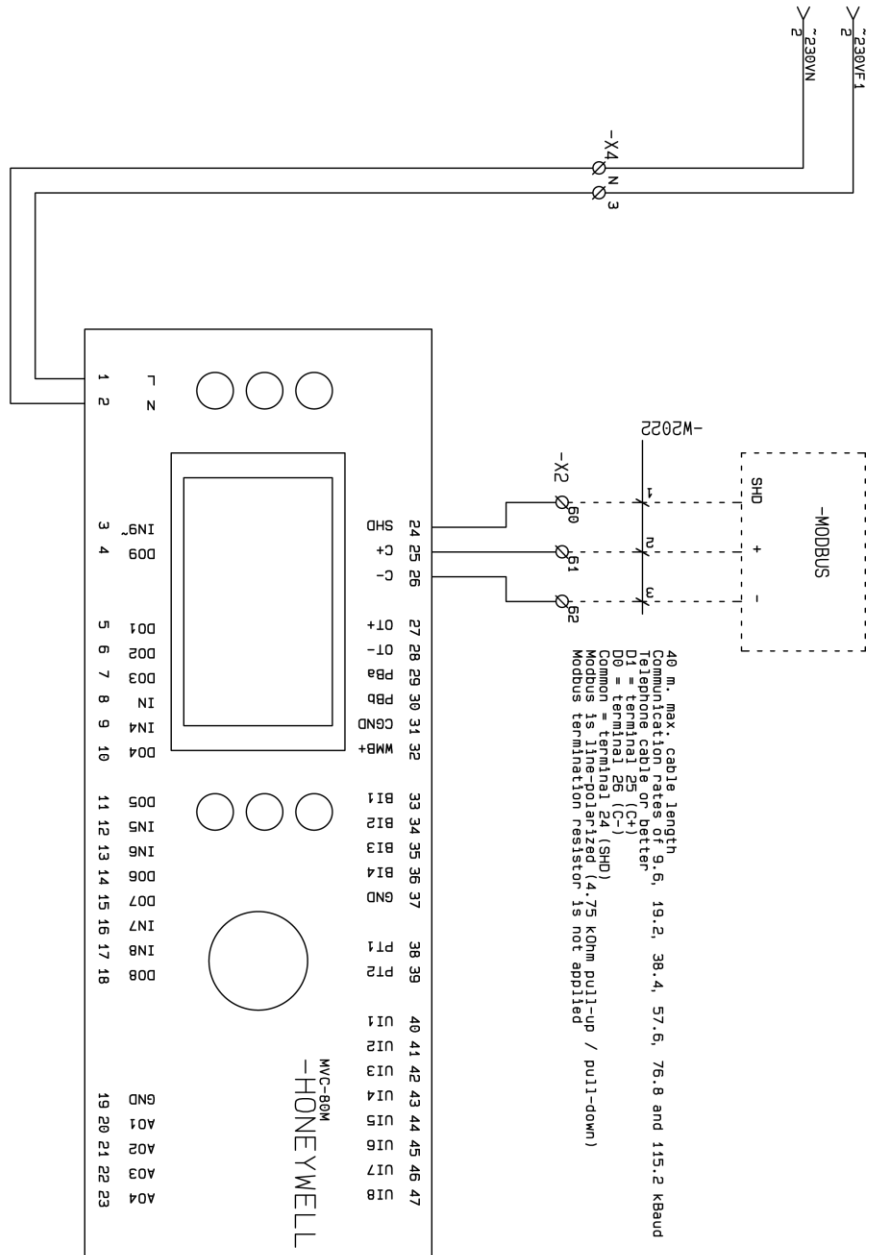 ~230VF1
2
~230VN
2
-X4
N
3
1 L
2 N
3 IN9~
4 DO9
5 DO1
6 DO2
7 DO3
8 IN
9 IN4
10 DO4
11 DO5
12 IN5
13 IN6
14 DO6
15 DO7
16 IN7
17 IN8
18 DO8
19 GND
20 AO1
21 AO2
22 AO3
23 AO4
SHD 24
C+ 25
C- 26
OT+ 27
OT- 28
PBa 29
PBb 30
CGND 31
WMB+ 32
BI1 33
BI2 34
BI3 35
BI4 36
GND 37
PT1 38
PT2 39
UI1 40
UI2 41
UI3 42
UI4 43
UI5 44
UI6 45
UI7 46
UI8 47
MVC-80M
-HONEYWELL
-X2
60
61
62
-W2022
1
2
3
SHD
+
-
-MODBUS
40 m. max. cable length
Communication rates of 9.6, 19.2, 38.4, 57.6, 76.8 and 115.2 kBaud
Telephone cable or better
D1 = terminal 25 (C+)
D0 = terminal 26 (C-)
Common = terminal 24 (SHD)
Modbus is line-polarized (4.75 kOhm pull-up / pull-down)
Modbus termination resistor is not applied